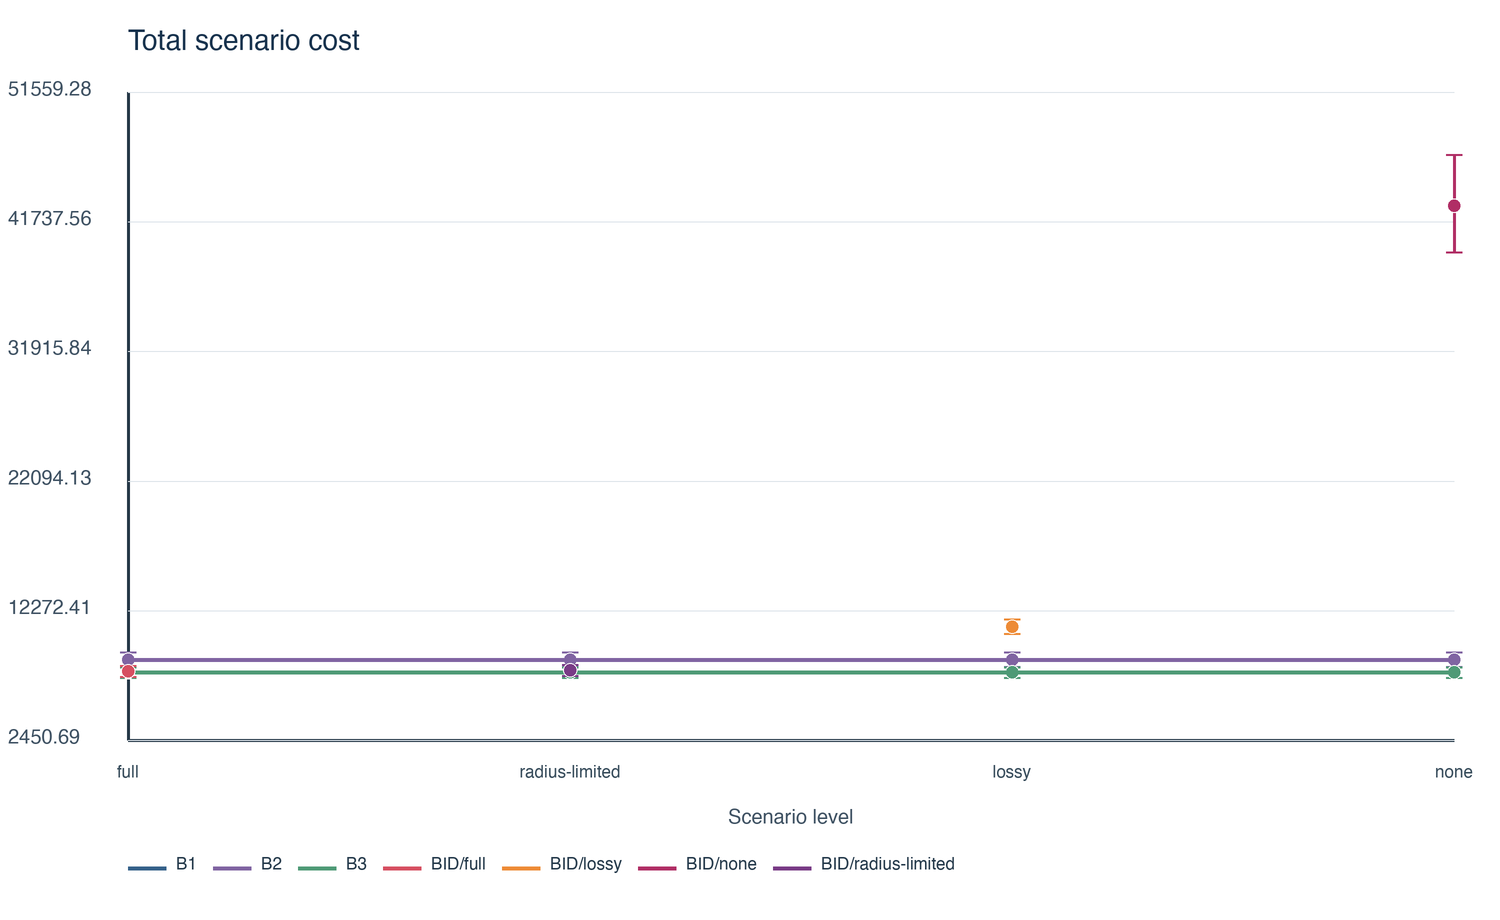 Total scenario cost
51559.28
41737.56
31915.84
22094.13
12272.41
2450.69
full radius-limited lossy none
Scenario level
B1 B2 B3 BID/full BID/lossy BID/none BID/radius-limited